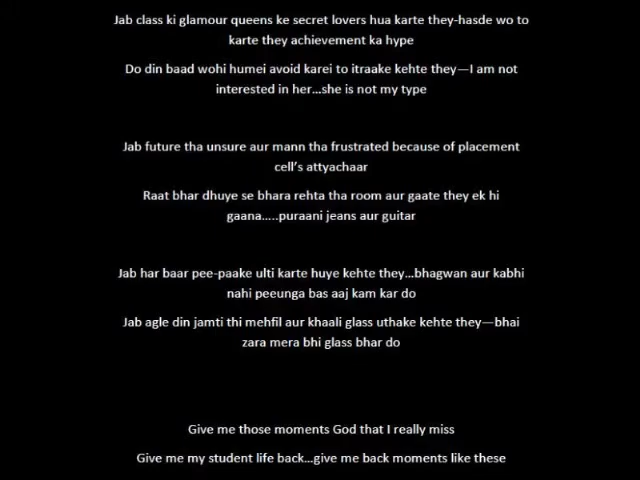 Jab class ki glamour queens ke secret lovers hua karte they-hasde wo to
karte they achievement ka hype
Do din baad wohi humei avoid karei to itraake kehte they—I am not
interested in her…she is not my type
Jab future tha unsure aur mann tha frustrated because of placement
cell’s attyachaar
Raat bhar dhuye se bhara rehta tha room aur gaate they ek hi
gaana…..puraani jeans aur guitar
Jab har baar pee-paake ulti karte huye kehte they…bhagwan aur kabhi
nahi peeunga bas aaj kam kar do
Jab agle din jamti thi mehfil aur khaali glass uthake kehte they—bhai
zara mera bhi glass bhar do
Give me those moments God that I really miss
Give me my student life back…give me back moments like these